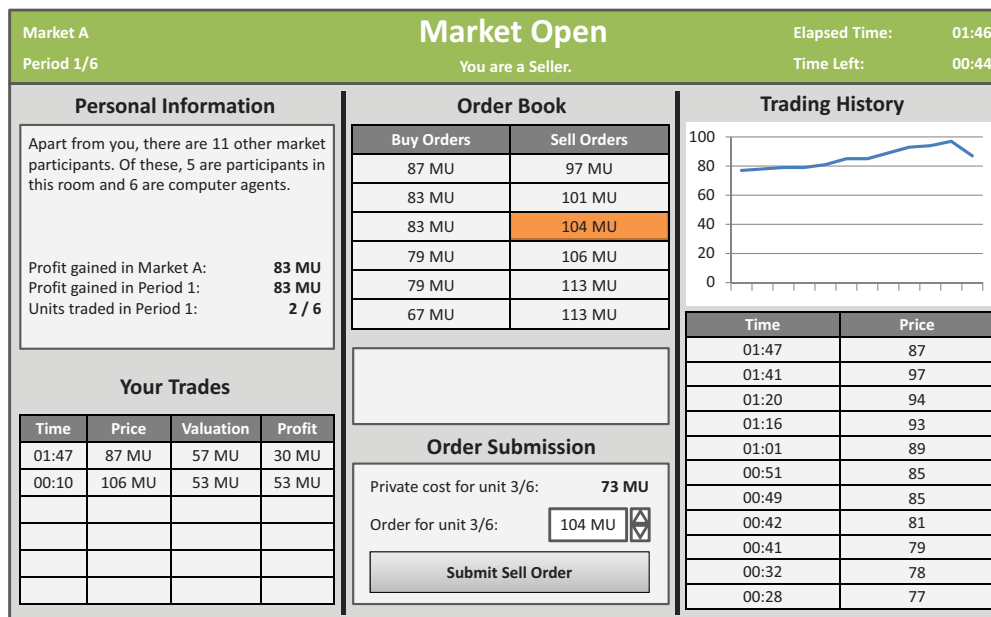 Market A
Period 1/6
Market Open
You are a Seller.
Elapsed Time: 01:46
Time Left: 00:44
Personal Information
Apart from you, there are 11 other market
participants. Of these, 5 are participants in
this room and 6 are computer agents.
Profit gained in Market A: 83 MU
Profit gained in Period 1: 83 MU
Units traded in Period 1: 2 / 6
Your Trades
Time Price Valuation Profit
01:47 87 MU 57 MU 30 MU
00:10 106 MU 53 MU 53 MU
Order Book
Buy Orders Sell Orders
87 MU 97 MU
83 MU 101 MU
83 MU 104 MU
79 MU 106 MU
79 MU 113 MU
67 MU 113 MU
Order Submission
Private cost for unit 3/6: 73 MU
Order for unit 3/6: 104 MU
Submit Sell Order
Trading History
100
80
60
40
20
0
Time Price
01:47 87
01:41 97
01:20 94
01:16 93
01:01 89
00:51 85
00:49 85
00:42 81
00:41 79
00:32 78
00:28 77